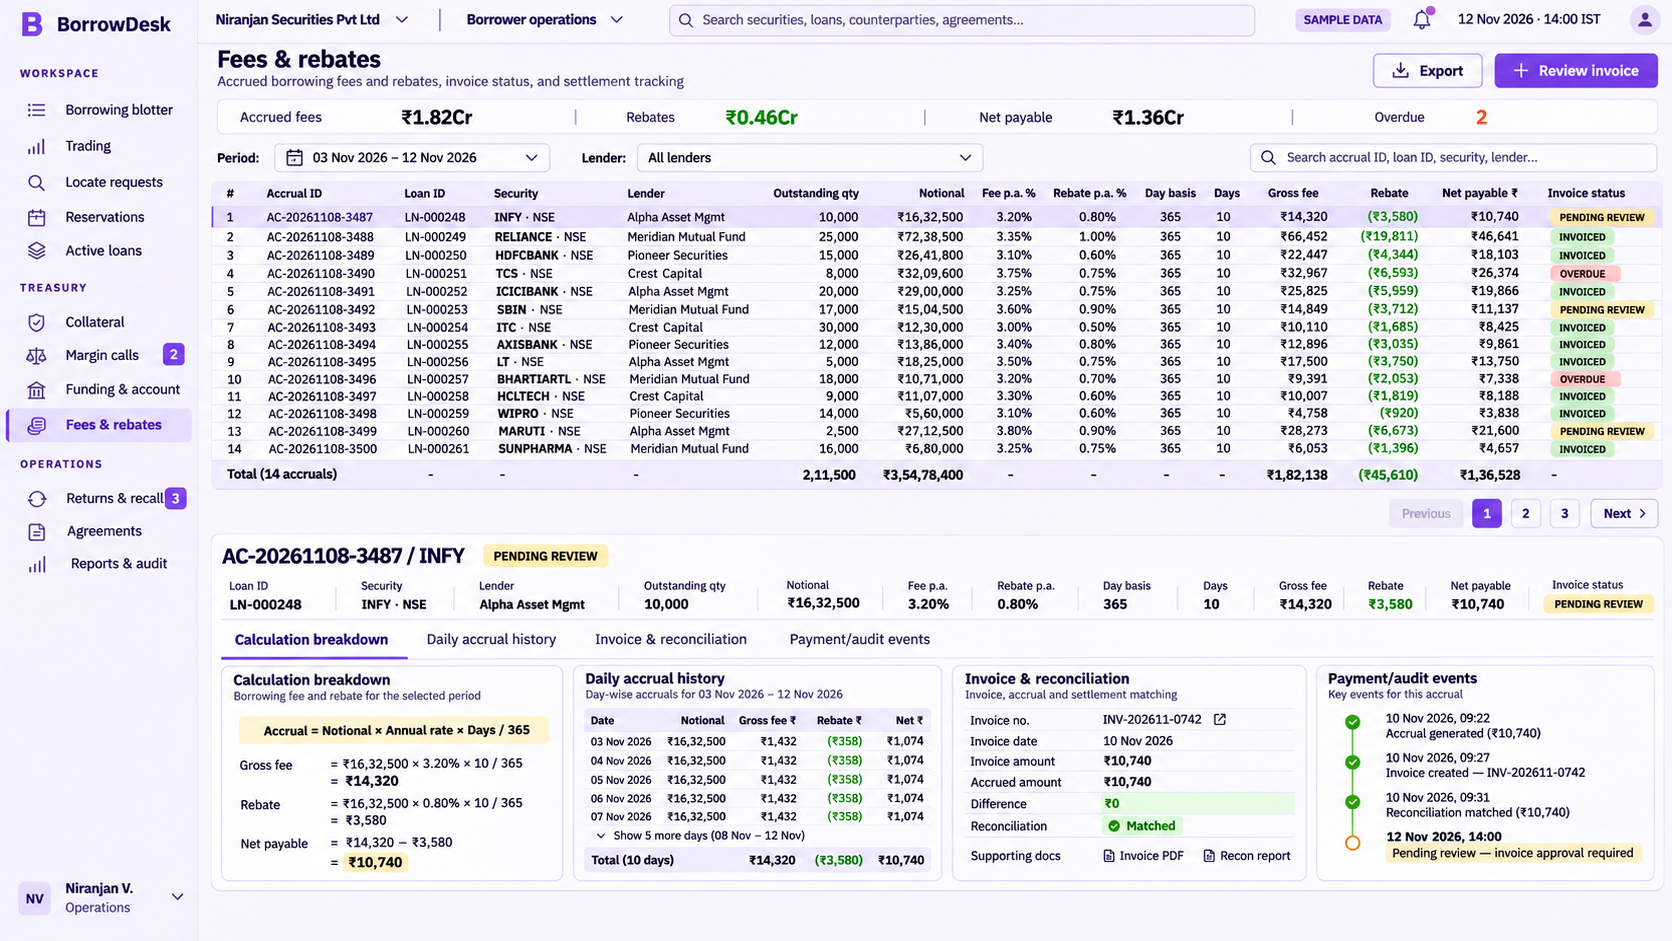 BorrowDesk
Niranjan Securities Pvt Ltd
Borrower operations
Search securities, loans, counterparties, agreements...
SAMPLE DATA
12 Nov 2026 · 14:00 IST
WORKSPACE
Borrowing blotter
Trading
Locate requests
Reservations
Active loans
TREASURY
Collateral
Margin calls 2
Funding & account
Fees & rebates
OPERATIONS
Returns & recall 3
Agreements
Reports & audit
NV
Niranjan V.
Operations
Fees & rebates
Accrued borrowing fees and rebates, invoice status, and settlement tracking
Export
+ Review invoice
Accrued fees ₹1.82Cr | Rebates ₹0.46Cr | Net payable ₹1.36Cr | Overdue 2
Period: 03 Nov 2026 – 12 Nov 2026 Lender: All lenders
Search accrual ID, loan ID, security, lender...
# Accrual ID Loan ID Security Lender Outstanding qty Notional Fee p.a. % Rebate p.a. % Day basis Days Gross fee Rebate Net payable ₹ Invoice status
1 AC-20261108-3487 LN-000248 INFY · NSE Alpha Asset Mgmt 10,000 ₹16,32,500 3.20% 0.80% 365 10 ₹14,320 (₹3,580) ₹10,740 PENDING REVIEW
2 AC-20261108-3488 LN-000249 RELIANCE · NSE Meridian Mutual Fund 25,000 ₹72,38,500 3.35% 1.00% 365 10 ₹66,452 (₹19,811) ₹46,641 INVOICED
3 AC-20261108-3489 LN-000250 HDFCBANK · NSE Pioneer Securities 15,000 ₹26,41,800 3.10% 0.60% 365 10 ₹22,447 (₹4,344) ₹18,103 INVOICED
4 AC-20261108-3490 LN-000251 TCS · NSE Crest Capital 8,000 ₹32,09,600 3.75% 0.75% 365 10 ₹32,967 (₹6,593) ₹26,374 OVERDUE
5 AC-20261108-3491 LN-000252 ICICIBANK · NSE Alpha Asset Mgmt 20,000 ₹29,00,000 3.25% 0.75% 365 10 ₹25,825 (₹5,959) ₹19,866 INVOICED
6 AC-20261108-3492 LN-000253 SBIN · NSE Meridian Mutual Fund 17,000 ₹15,04,500 3.60% 0.90% 365 10 ₹14,849 (₹3,712) ₹11,137 PENDING REVIEW
7 AC-20261108-3493 LN-000254 ITC · NSE Crest Capital 30,000 ₹12,30,000 3.00% 0.50% 365 10 ₹10,110 (₹1,685) ₹8,425 INVOICED
8 AC-20261108-3494 LN-000255 AXISBANK · NSE Pioneer Securities 12,000 ₹13,86,000 3.40% 0.80% 365 10 ₹12,896 (₹3,035) ₹9,861 INVOICED
9 AC-20261108-3495 LN-000256 LT · NSE Alpha Asset Mgmt 5,000 ₹18,25,000 3.50% 0.75% 365 10 ₹17,500 (₹3,750) ₹13,750 INVOICED
10 AC-20261108-3496 LN-000257 BHARTIARTL · NSE Meridian Mutual Fund 18,000 ₹10,71,000 3.20% 0.70% 365 10 ₹9,391 (₹2,053) ₹7,338 OVERDUE
11 AC-20261108-3497 LN-000258 HCLTECH · NSE Crest Capital 9,000 ₹11,07,000 3.30% 0.60% 365 10 ₹10,007 (₹1,819) ₹8,188 INVOICED
12 AC-20261108-3498 LN-000259 WIPRO · NSE Pioneer Securities 14,000 ₹5,60,000 3.10% 0.60% 365 10 ₹4,758 (₹920) ₹3,838 INVOICED
13 AC-20261108-3499 LN-000260 MARUTI · NSE Alpha Asset Mgmt 2,500 ₹27,12,500 3.80% 0.90% 365 10 ₹28,273 (₹6,673) ₹21,600 PENDING REVIEW
14 AC-20261108-3500 LN-000261 SUNPHARMA · NSE Meridian Mutual Fund 16,000 ₹6,80,000 3.25% 0.75% 365 10 ₹6,053 (₹1,396) ₹4,657 INVOICED
Total (14 accruals) - - - 2,11,500 ₹3,54,78,400 - - - - ₹1,82,138 (₹45,610) ₹1,36,528 -
Previous 1 2 3 Next
AC-20261108-3487 / INFY PENDING REVIEW
Loan ID Security Lender Outstanding qty Notional Fee p.a. Rebate p.a. Day basis Days Gross fee Rebate Net payable Invoice status
LN-000248 INFY · NSE Alpha Asset Mgmt 10,000 ₹16,32,500 3.20% 0.80% 365 10 ₹14,320 ₹3,580 ₹10,740 PENDING REVIEW
Calculation breakdown Daily accrual history Invoice & reconciliation Payment/audit events
Calculation breakdown
Borrowing fee and rebate for the selected period
Accrual = Notional × Annual rate × Days / 365
Gross fee = ₹16,32,500 × 3.20% × 10 / 365
= ₹14,320
Rebate = ₹16,32,500 × 0.80% × 10 / 365
= ₹3,580
Net payable = ₹14,320 – ₹3,580
= ₹10,740
Daily accrual history
Day-wise accruals for 03 Nov 2026 – 12 Nov 2026
Date Notional Gross fee ₹ Rebate ₹ Net ₹
03 Nov 2026 ₹16,32,500 ₹1,432 (₹358) ₹1,074
04 Nov 2026 ₹16,32,500 ₹1,432 (₹358) ₹1,074
05 Nov 2026 ₹16,32,500 ₹1,432 (₹358) ₹1,074
06 Nov 2026 ₹16,32,500 ₹1,432 (₹358) ₹1,074
07 Nov 2026 ₹16,32,500 ₹1,432 (₹358) ₹1,074
Show 5 more days (08 Nov – 12 Nov)
Total (10 days) ₹14,320 (₹3,580) ₹10,740
Invoice & reconciliation
Invoice, accrual and settlement matching
Invoice no. INV-202611-0742
Invoice date 10 Nov 2026
Invoice amount ₹10,740
Accrued amount ₹10,740
Difference ₹0
Reconciliation Matched
Supporting docs Invoice PDF Recon report
Payment/audit events
Key events for this accrual
10 Nov 2026, 09:22
Accrual generated (₹10,740)
10 Nov 2026, 09:27
Invoice created — INV-202611-0742
10 Nov 2026, 09:31
Reconciliation matched (₹10,740)
12 Nov 2026, 14:00
Pending review — invoice approval required